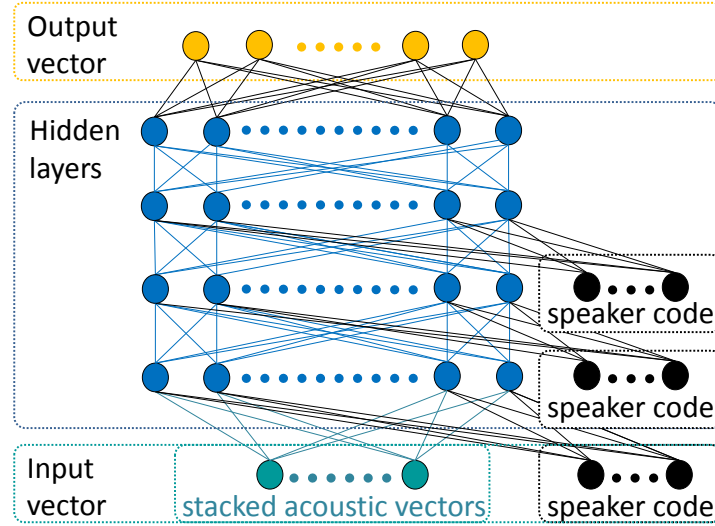 Output
vector
Hidden
layers
speaker code
speaker code
Input
vector
stacked acoustic vectors
speaker code